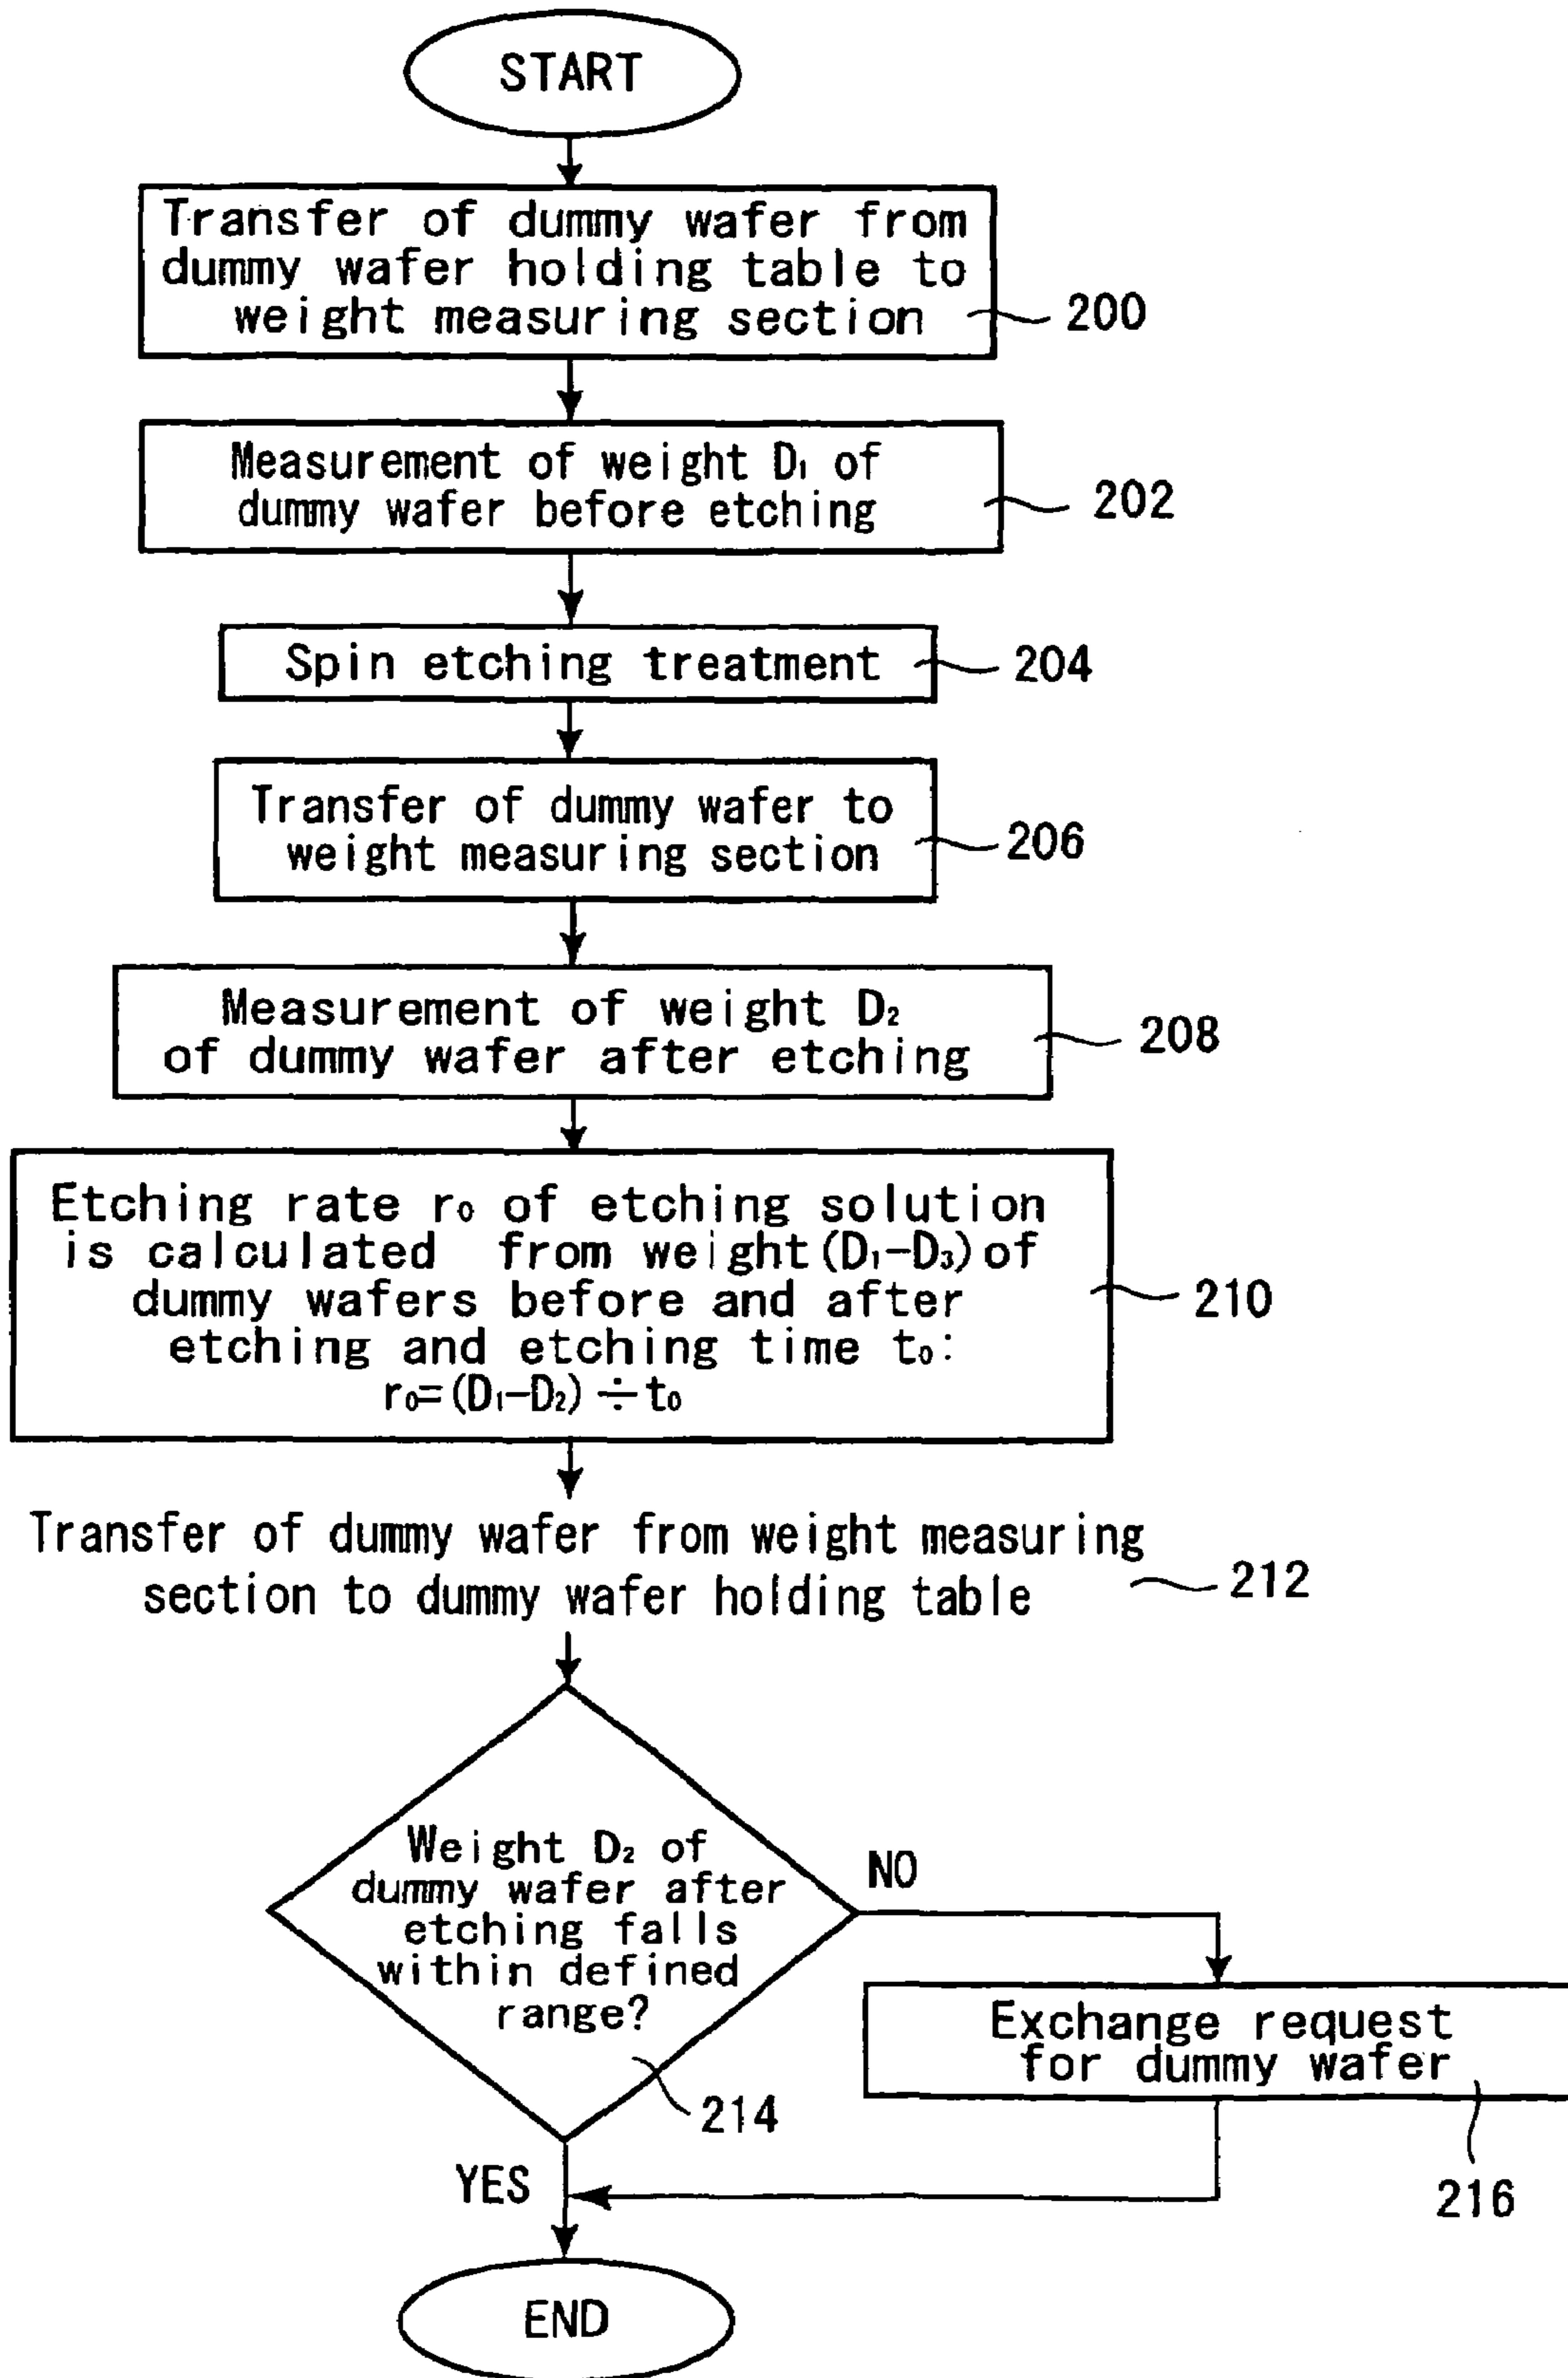 START
Transfer of dummy wafer from
dummy wafer holding table to
weight measuring section
200
Measurement of weight D₁ of
dummy wafer before etching
202
Spin etching treatment
204
Transfer of dummy wafer to
weight measuring section
206
Measurement of weight D₂
of dummy wafer after etching
208
Etching rate r₀ of etching solution
is calculated from weight (D₁-D₃) of
dummy wafers before and after
etching and etching time t₀:
r₀=(D₁-D₂)÷t₀
210
Transfer of dummy wafer from weight measuring
section to dummy wafer holding table
212
Weight D₂ of
dummy wafer after
etching falls
within defined
range?
214
NO
Exchange request
for dummy wafer
216
YES
END